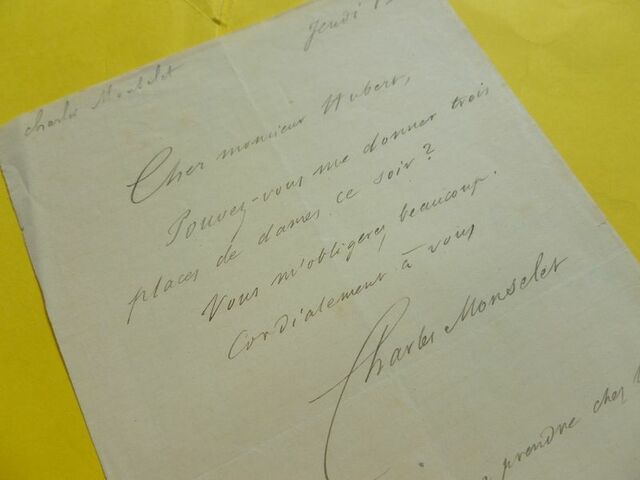 Jeudi
Charles Monselet
Cher monsieur Hubert,
Pouvez-vous me donner trois
places de dames ce soir?
Vous m'obligerez beaucoup.
Cordialement à vous
Charles Monselet
prendre chez